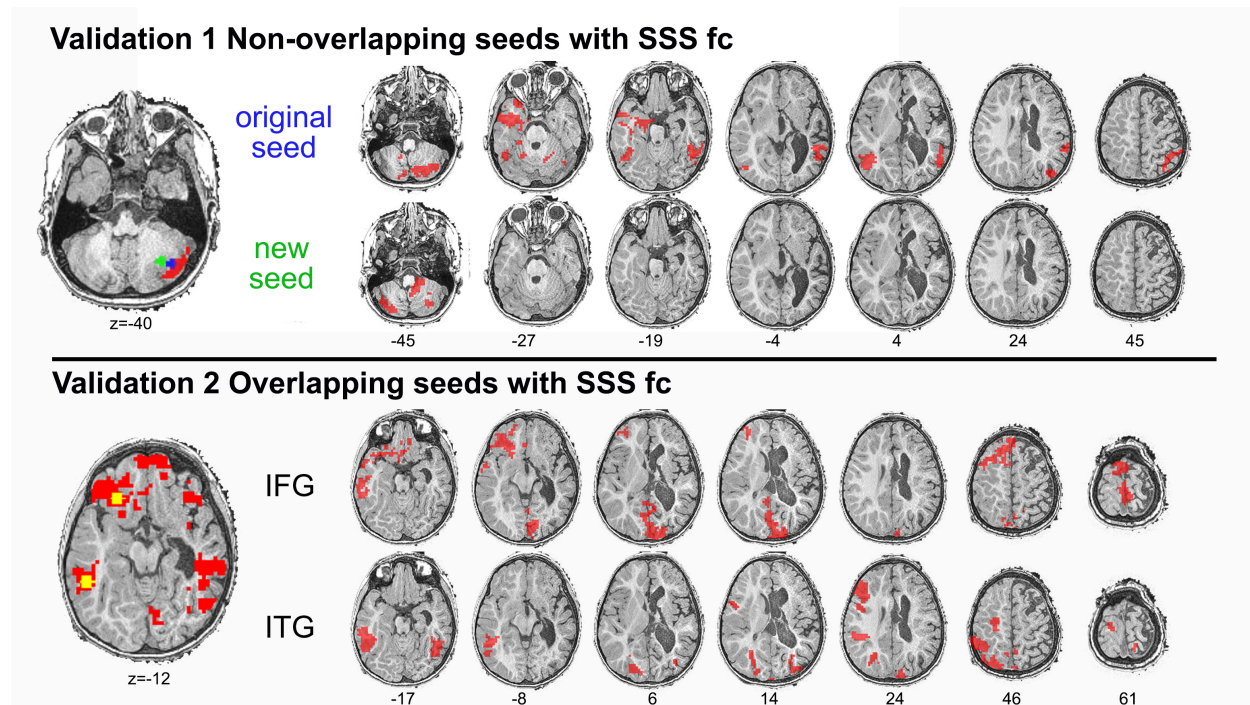 Validation 1 Non-overlapping seeds with SSS fc
original
seed
new
seed
z=-40
-45
-27
-19
-4
4
24
45
Validation 2 Overlapping seeds with SSS fc
IFG
ITG
z=-12
-17
-8
6
14
24
46
61